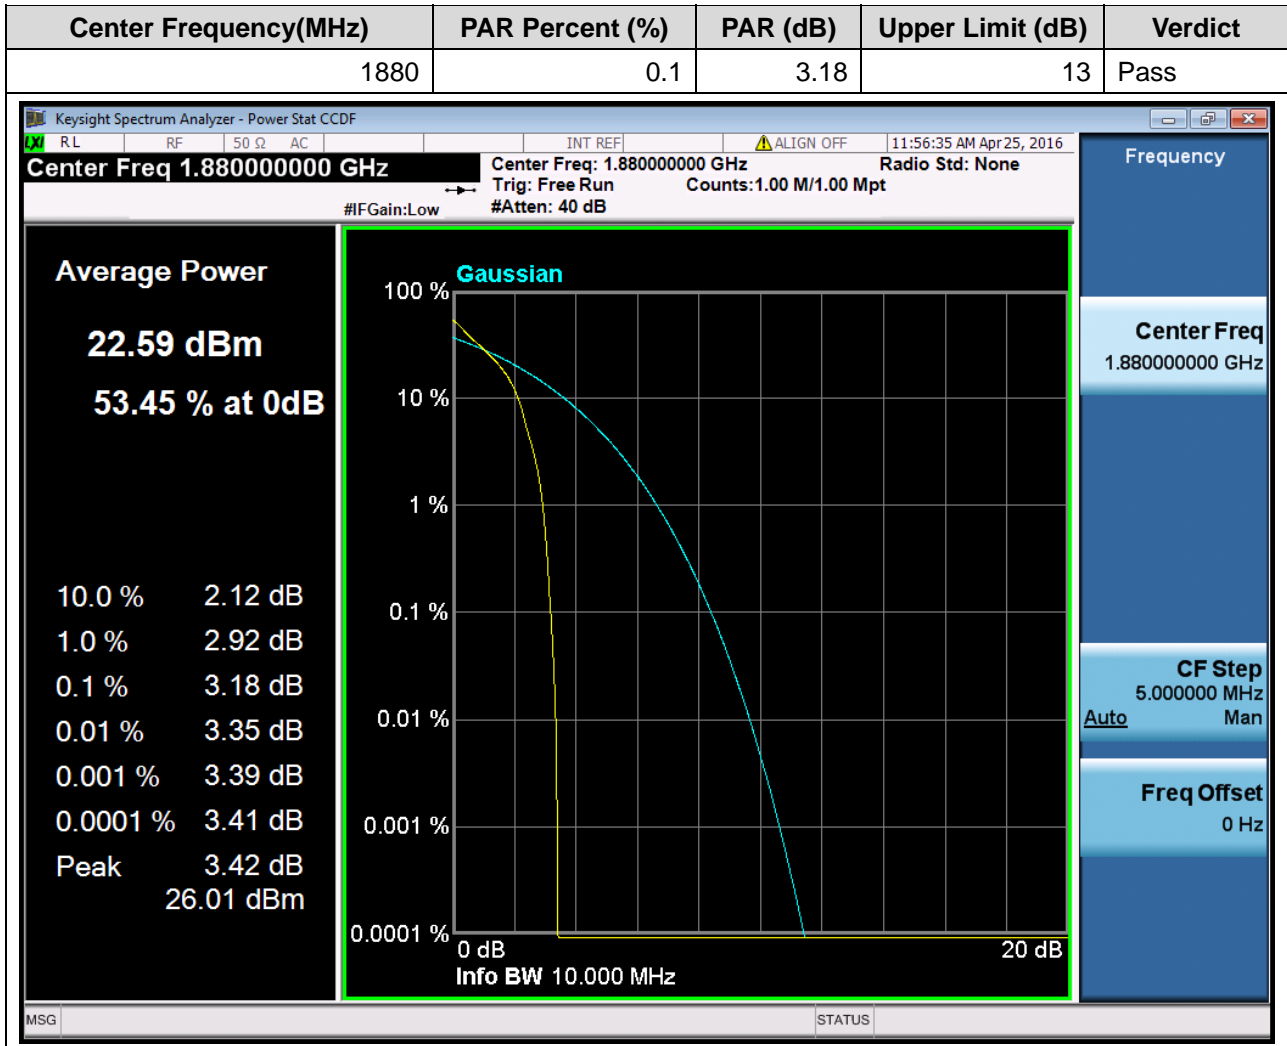 Center Frequency(MHz) PAR Percent (%) PAR (dB) Upper Limit (dB) Verdict
1880 0.1 3.18 13 Pass
Keysight Spectrum Analyzer - Power Stat CCDF
LXI RL RF 50 Ω AC INT REF ALIGN OFF 11:56:35 AM Apr 25, 2016
Center Freq 1.880000000 GHz
Center Freq: 1.880000000 GHz Radio Std: None
Trig: Free Run Counts:1.00 M/1.00 Mpt
#IFGain:Low #Atten: 40 dB
Average Power
22.59 dBm
53.45 % at 0dB
10.0 % 2.12 dB
1.0 % 2.92 dB
0.1 % 3.18 dB
0.01 % 3.35 dB
0.001 % 3.39 dB
0.0001 % 3.41 dB
Peak 3.42 dB
26.01 dBm
Gaussian
100 %
10 %
1 %
0.1 %
0.01 %
0.001 %
0.0001 %
0 dB 20 dB
Info BW 10.000 MHz
Frequency
Center Freq
1.880000000 GHz
CF Step
5.000000 MHz
Auto Man
Freq Offset
0 Hz
MSG STATUS